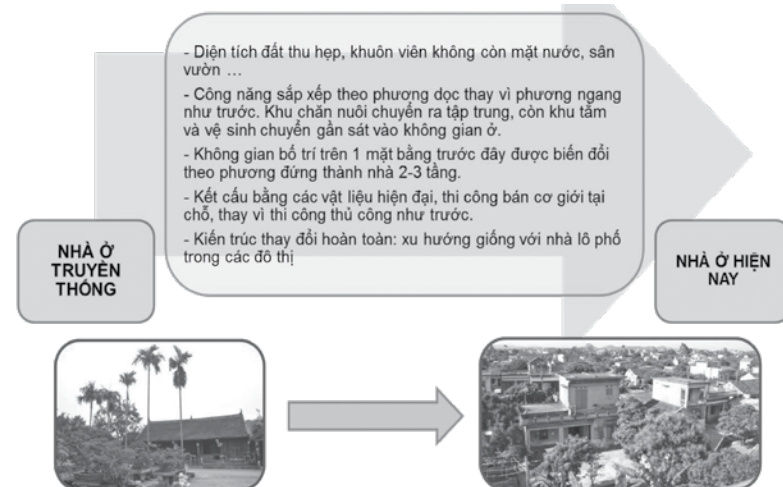 - Diện tích đất thu hẹp, khuôn viên không còn mặt nước, sân
vườn ...
- Công năng sắp xếp theo phương dọc thay vì phương ngang
như trước. Khu chăn nuôi chuyển ra tập trung, còn khu tắm
và vệ sinh chuyển gần sát vào không gian ở.
- Không gian bố trí trên 1 mặt bằng trước đây được biến đổi
theo phương đứng thành nhà 2-3 tầng.
- Kết cấu bằng các vật liệu hiện đại, thi công bán cơ giới tại
chỗ, thay vì thi công thủ công như trước.
- Kiến trúc thay đổi hoàn toàn: xu hướng giống với nhà lô phố
trong các đô thị
NHÀ Ở
TRUYỀN
THỐNG
NHÀ Ở HIỆN
NAY